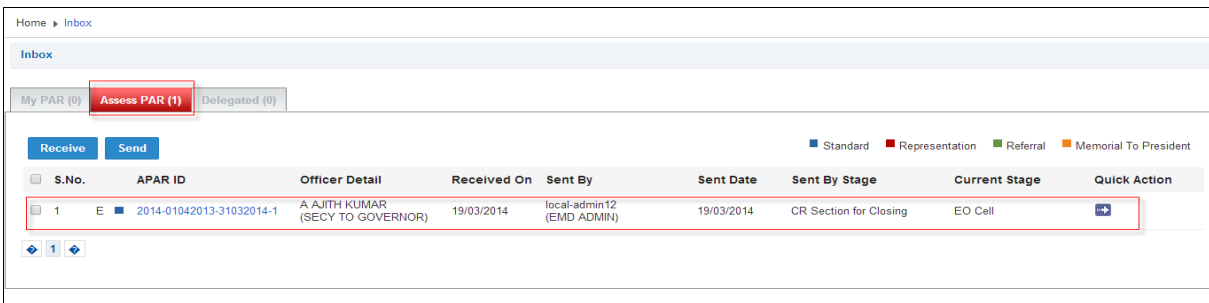 Home Inbox
Inbox
My PAR (0) Assess PAR (1) Delegated (0)
Receive Send Standard Representation Referral Memorial To President
S.No. APAR ID Officer Detail Received On Sent By Sent Date Sent By Stage Current Stage Quick Action
1 E 2014-01042013-31032014-1 A AJITH KUMAR 19/03/2014 local-admin12 19/03/2014 CR Section for Closing EO Cell
(SECY TO GOVERNOR) (EMD ADMIN)
� 1 �